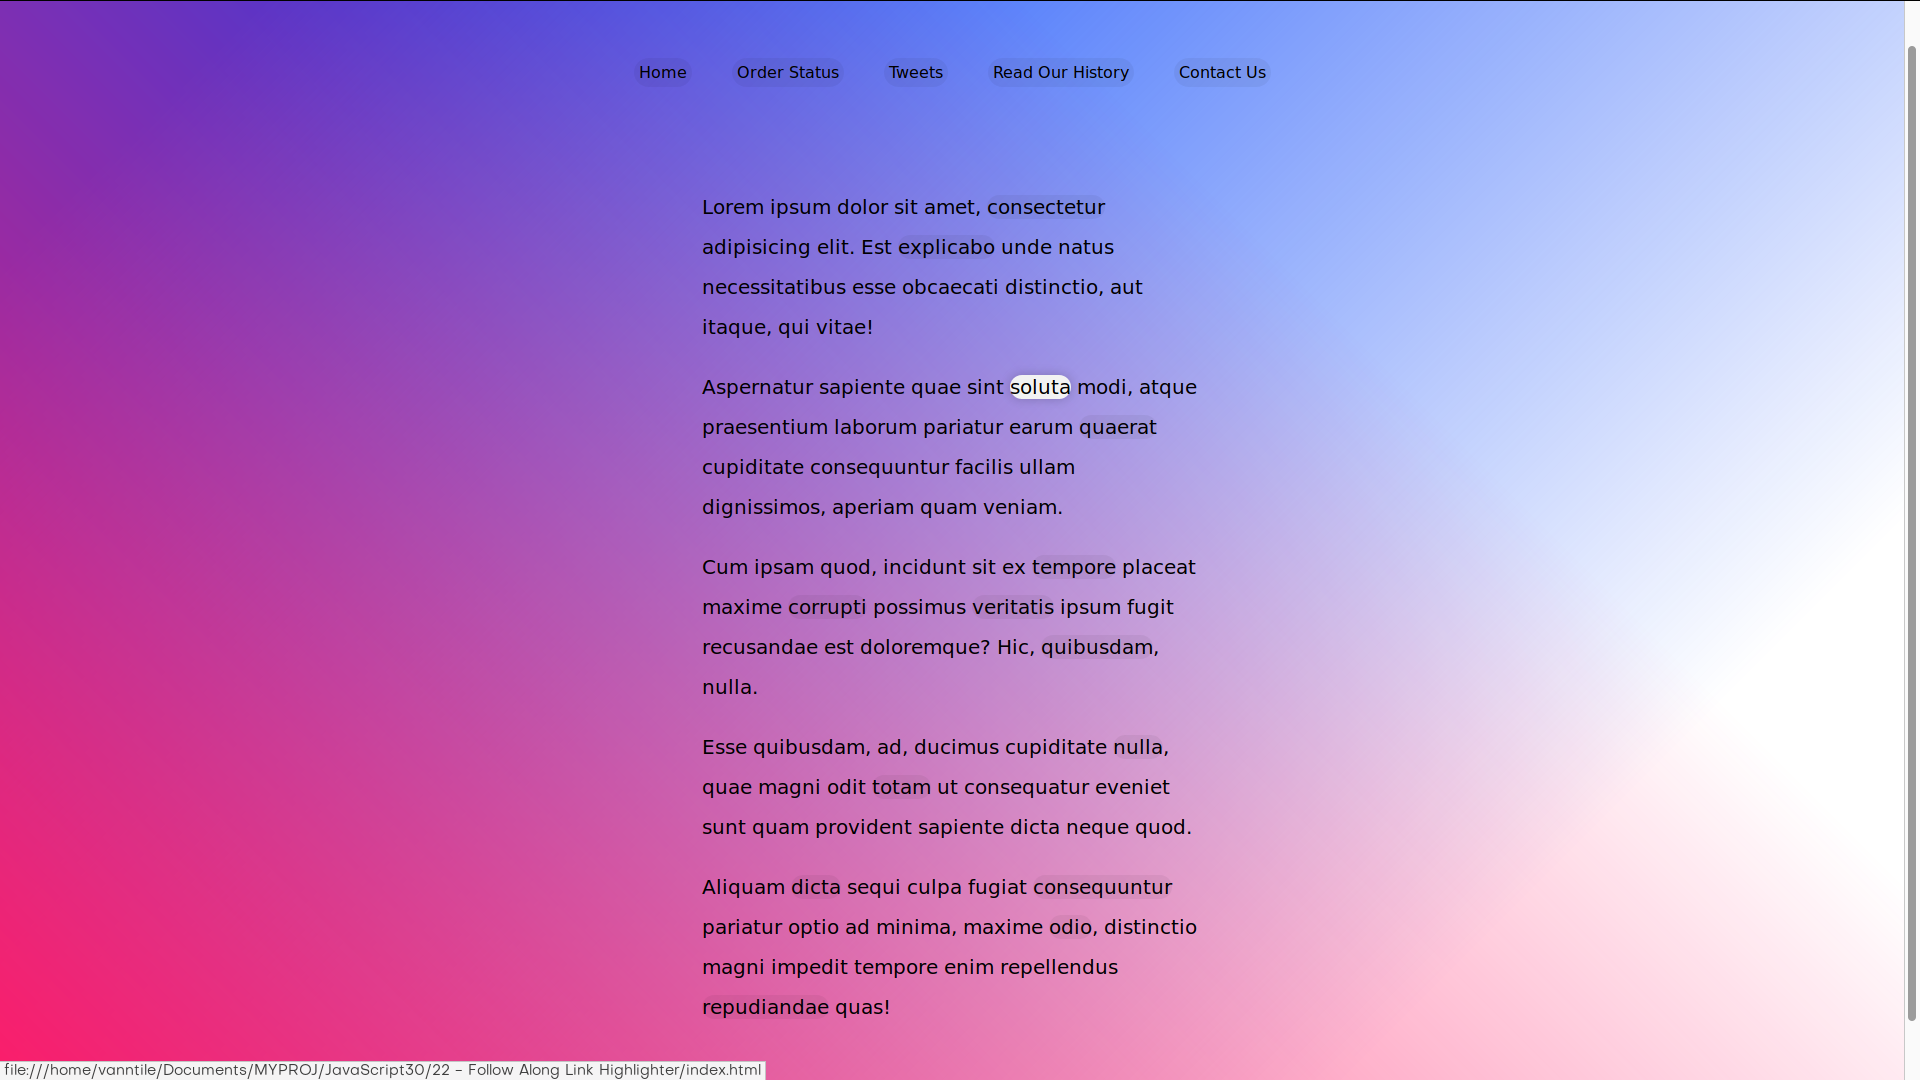 Home Order Status Tweets Read Our History Contact Us
Lorem ipsum dolor sit amet, consectetur
adipisicing elit. Est explicabo unde natus
necessitatibus esse obcaecati distinctio, aut
itaque, qui vitae!
Aspernatur sapiente quae sint soluta modi, atque
praesentium laborum pariatur earum quaerat
cupiditate consequuntur facilis ullam
dignissimos, aperiam quam veniam.
Cum ipsam quod, incidunt sit ex tempore placeat
maxime corrupti possimus veritatis ipsum fugit
recusandae est doloremque? Hic, quibusdam,
nulla.
Esse quibusdam, ad, ducimus cupiditate nulla,
quae magni odit totam ut consequatur eveniet
sunt quam provident sapiente dicta neque quod.
Aliquam dicta sequi culpa fugiat consequuntur
pariatur optio ad minima, maxime odio, distinctio
magni impedit tempore enim repellendus
repudiandae quas!
file:///home/vanntile/Documents/MYPROJ/JavaScript30/22 - Follow Along Link Highlighter/index.html